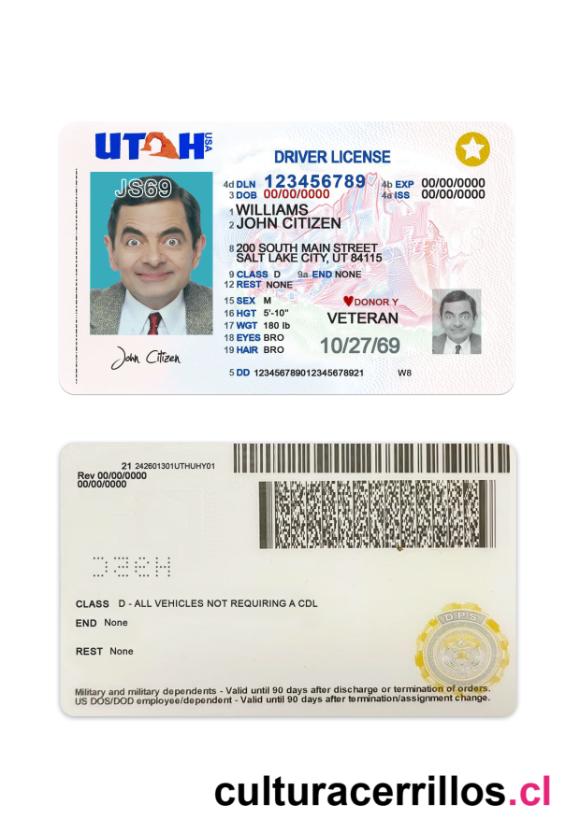 UTAH USA
DRIVER LICENSE
JS69
4d DLN 123456789 4b EXP 00/00/0000
3 DOB 00/00/0000 4a ISS 00/00/0000
1 WILLIAMS
2 JOHN CITIZEN
8 200 SOUTH MAIN STREET
SALT LAKE CITY, UT 84115
9 CLASS D 9a END NONE
12 REST NONE
15 SEX M DONOR Y
16 HGT 5'-10"
VETERAN
17 WGT 180 lb
18 EYES BRO
19 HAIR BRO 10/27/69
John Citizen
5 DD 123456789012345678921 W8
21 242601301UTHUHY01
Rev 00/00/0000
00/00/0000
CLASS D - ALL VEHICLES NOT REQUIRING A CDL
DPS
END None
REST None
Military and military dependents - Valid until 90 days after discharge or termination of orders.
US DOS/DOD employee/dependent - Valid until 90 days after termination/assignment change.
culturacerrillos.cl